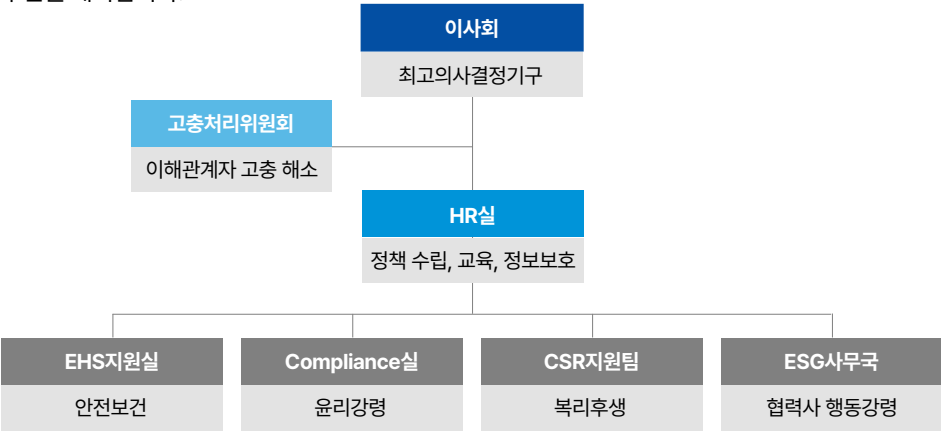 이사회
최고의사결정기구
고충처리위원회
이해관계자 고충 해소
HR실
정책 수립, 교육, 정보보호
EHS지원실
Compliance실
CSR지원팀
ESG사무국
안전보건
윤리강령
복리후생
협력사 행동강령